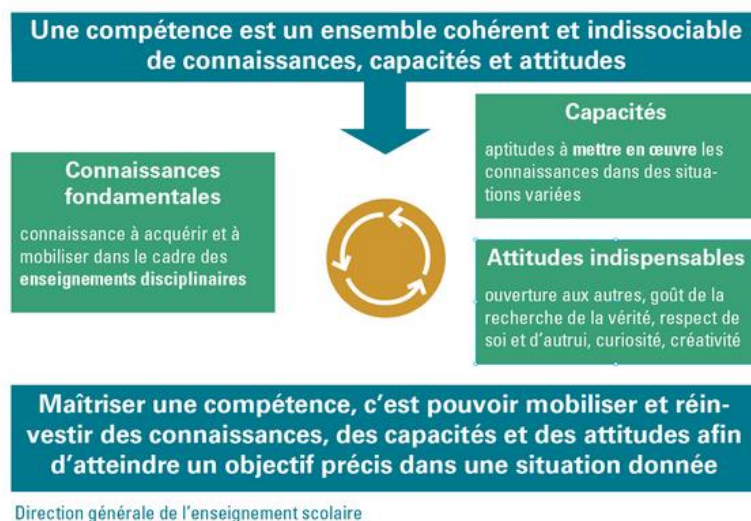 Une compétence est un ensemble cohérent et indissociable
de connaissances, capacités et attitudes
Connaissances
fondamentales
connaissance à acquérir et à
mobiliser dans le cadre des
enseignements disciplinaires
Capacités
aptitudes à mettre en œuvre les
connaissances dans des situa-
tions variées
Attitudes indispensables
ouverture aux autres, goût de la
recherche de la vérité, respect de
soi et d'autrui, curiosité, créativité
Maîtriser une compétence, c'est pouvoir mobiliser et réin-
vestir des connaissances, des capacités et des attitudes afin
d'atteindre un objectif précis dans une situation donnée
Direction générale de l'enseignement scolaire